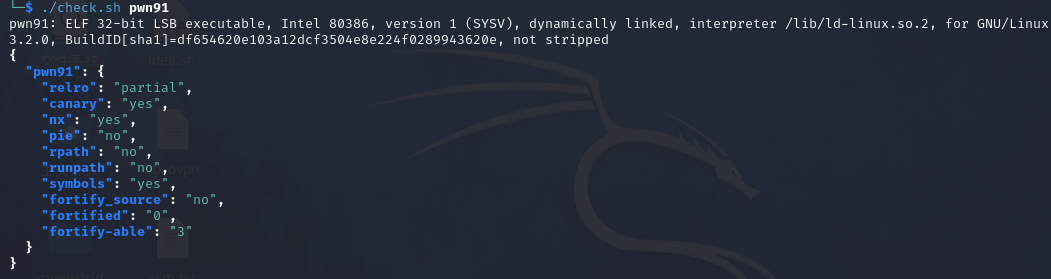 └─$ ./check.sh pwn91
pwn91: ELF 32-bit LSB executable, Intel 80386, version 1 (SYSV), dynamically linked, interpreter /lib/ld-linux.so.2, for GNU/Linux
3.2.0, BuildID[sha1]=df654620e103a12dcf3504e8e224f0289943620e, not stripped
{
  "pwn91": {
    "relro": "partial",
    "canary": "yes",
    "nx": "yes",
    "pie": "no",
    "rpath": "no",
    "runpath": "no",
    "symbols": "yes",
    "fortify_source": "no",
    "fortified": "0",
    "fortify-able": "3"
  }
}